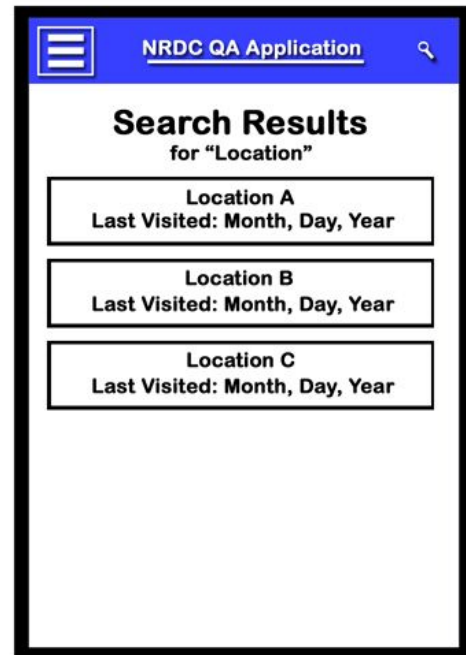 NRDC QA Application
Search Results
for “Location”
Location A
Last Visited: Month, Day, Year
Location B
Last Visited: Month, Day, Year
Location C
Last Visited: Month, Day, Year